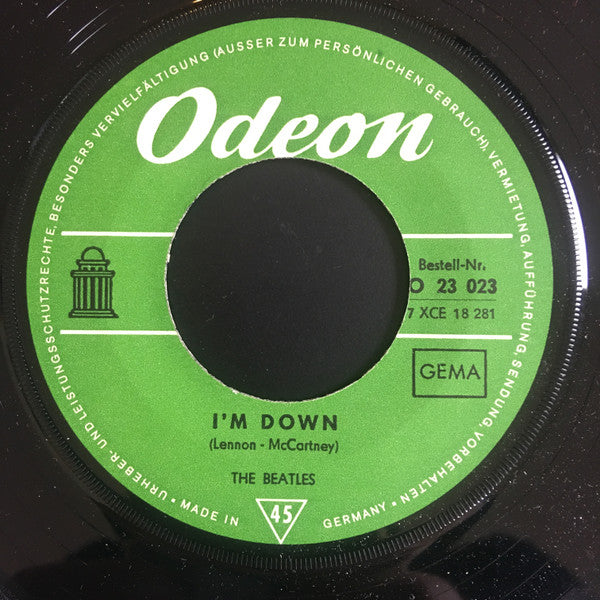 URHEBER- UND LEISTUNGSSCHUTZRECHTE, BESONDERS VERVIELFÄLTIGUNG (AUSSER ZUM PERSÖNLICHEN GEBRAUCH), VERMIETUNG, AUFFÜHRUNG, SENDUNG, VORBEHALTEN
Odeon
Bestell-Nr.
O 23 023
7 XCE 18 281
GEMA
I'M DOWN
(Lennon - McCartney)
THE BEATLES
MADE IN
45
GERMANY